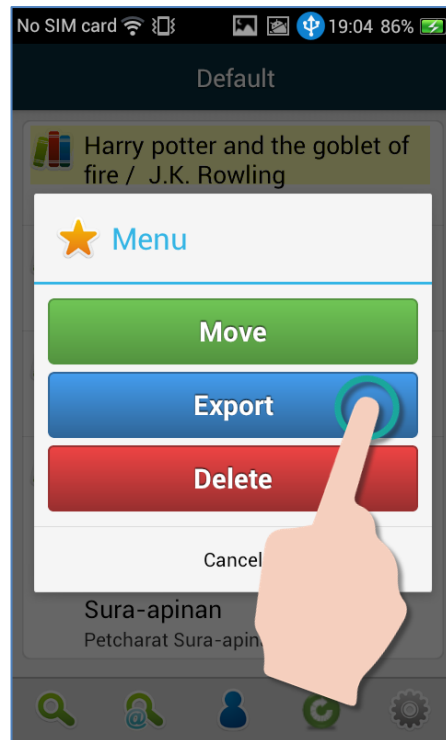 No SIM card 19:04 86%
Default
Harry potter and the goblet of
fire / J.K. Rowling
Menu
Move
Export
Delete
Cancel
Sura-apinan
Petcharat Sura-apin
@